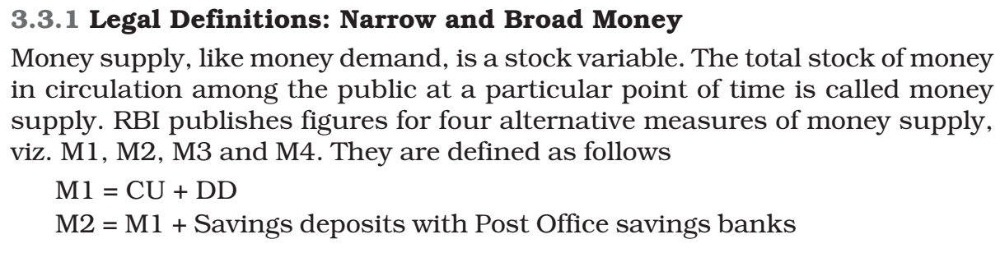 3.3.1 Legal Definitions: Narrow and Broad Money
Money supply, like money demand, is a stock variable. The total stock of money
in circulation among the public at a particular point of time is called money
supply. RBI publishes figures for four alternative measures of money supply,
viz. M1, M2, M3 and M4. They are defined as follows
M1 = CU + DD
M2 = M1 + Savings deposits with Post Office savings banks